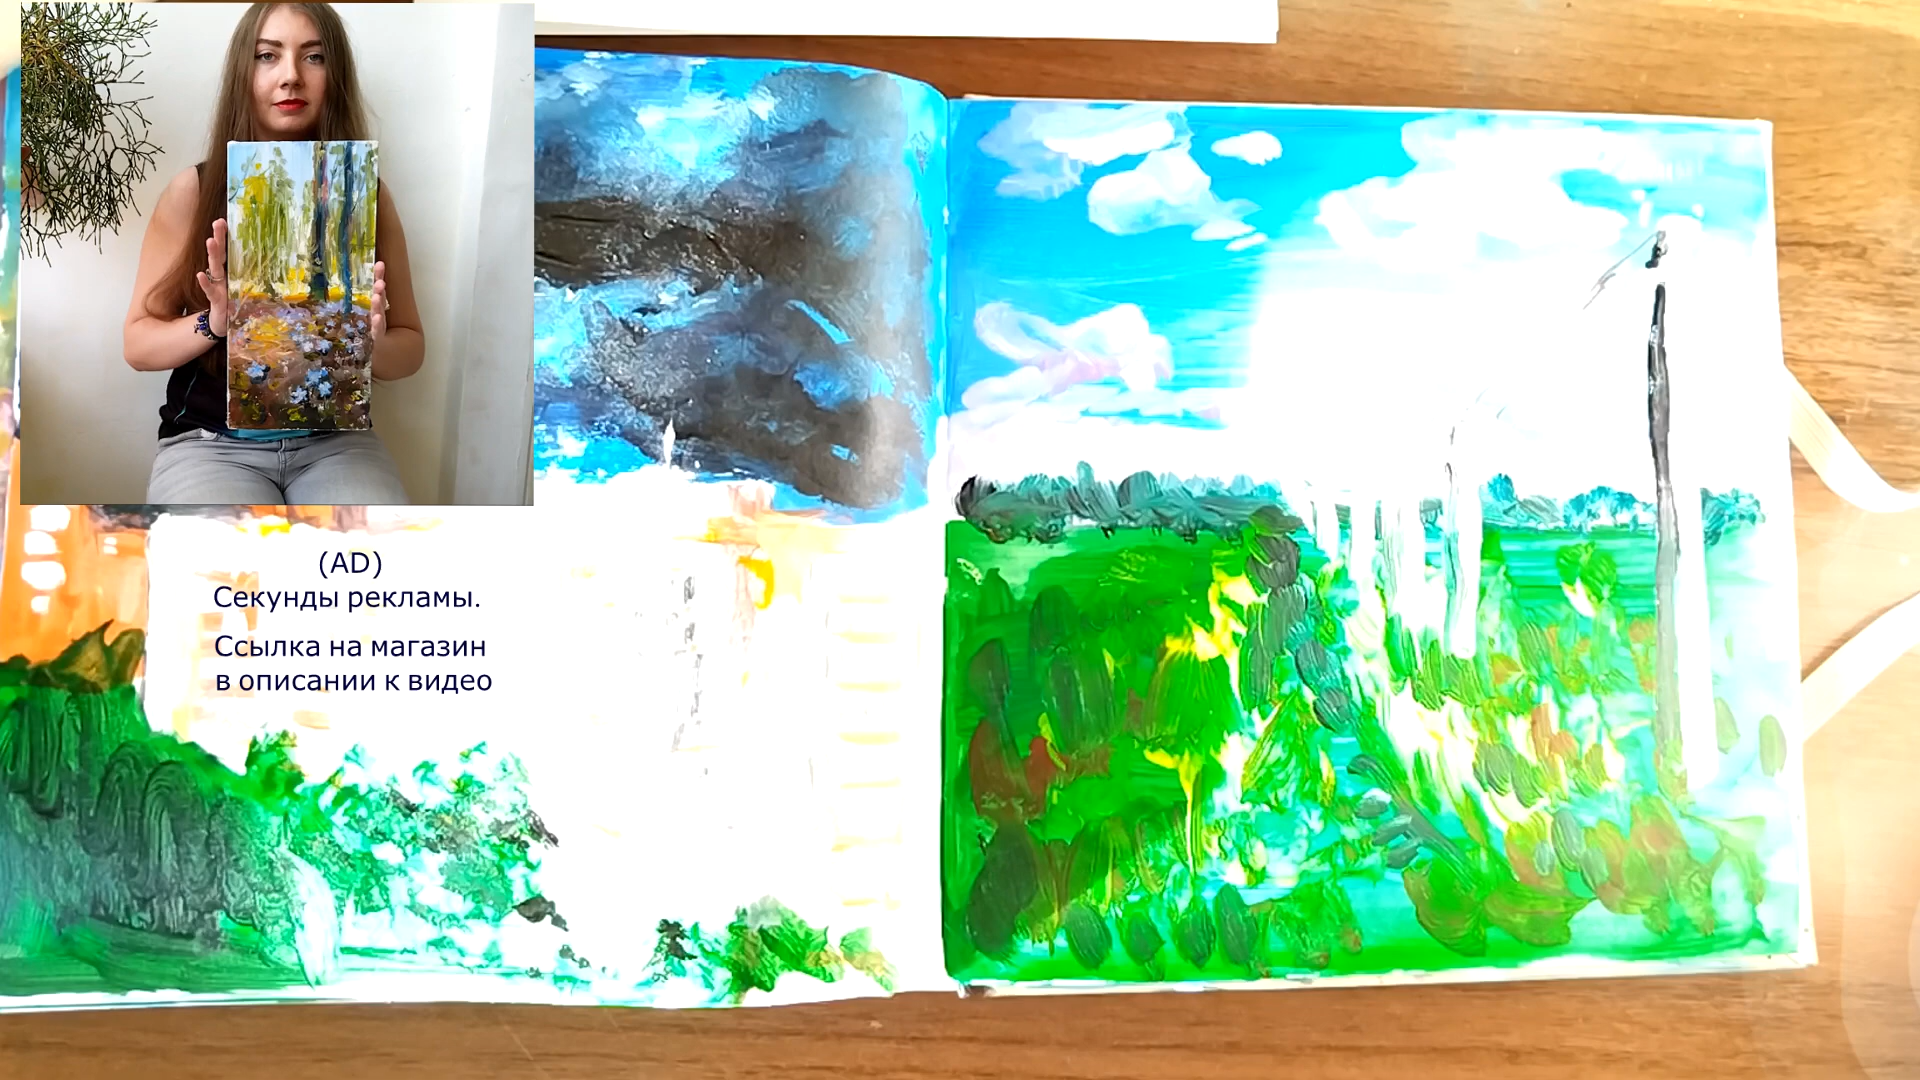 (AD)
Секунды рекламы.
Ссылка на магазин
в описании к видео